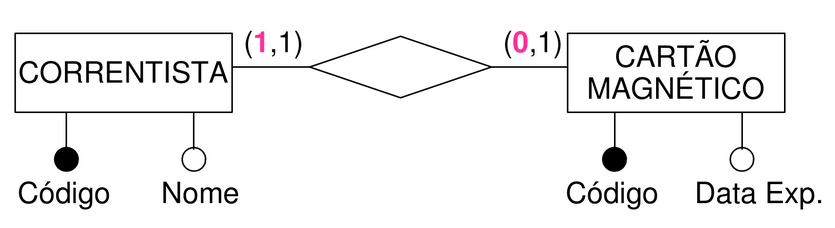 (1,1)
(0,1)
CORRENTISTA
CARTÃO
MAGNÉTICO
Código
Nome
Código
Data Exp.